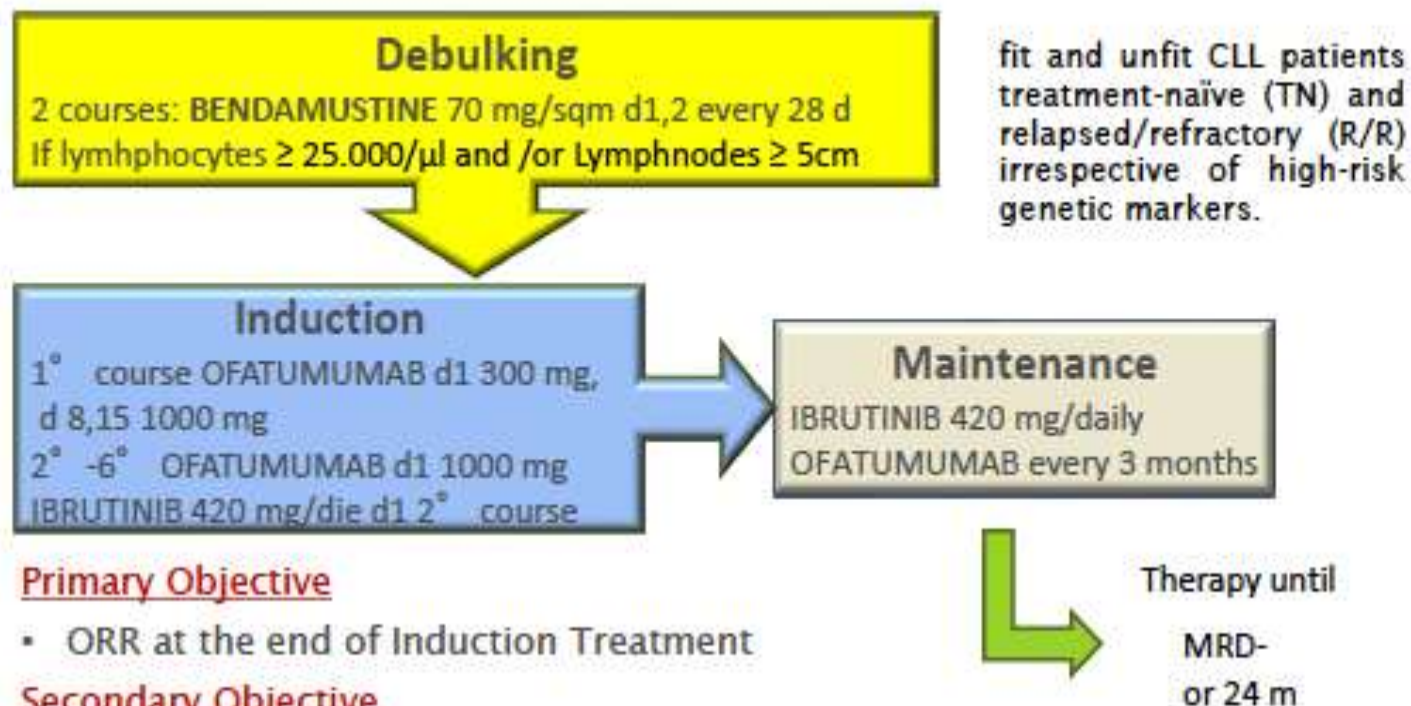 Debulking
2 courses: BENDAMUSTINE 70 mg/sqm d1,2 every 28 d
If lymhphocytes ≥ 25.000/µl and /or Lymphnodes ≥ 5cm
fit and unfit CLL patients
treatment-naïve (TN) and
relapsed/refractory (R/R)
irrespective of high-risk
genetic markers.
Induction
1° course OFATUMUMAB d1 300 mg,
d 8,15 1000 mg
2° -6° OFATUMUMAB d1 1000 mg
IBRUTINIB 420 mg/die d1 2° course
Maintenance
IBRUTINIB 420 mg/daily
OFATUMUMAB every 3 months
Primary Objective
▪ ORR at the end of Induction Treatment
Secondary Objective
Therapy until
MRD-
or 24 m